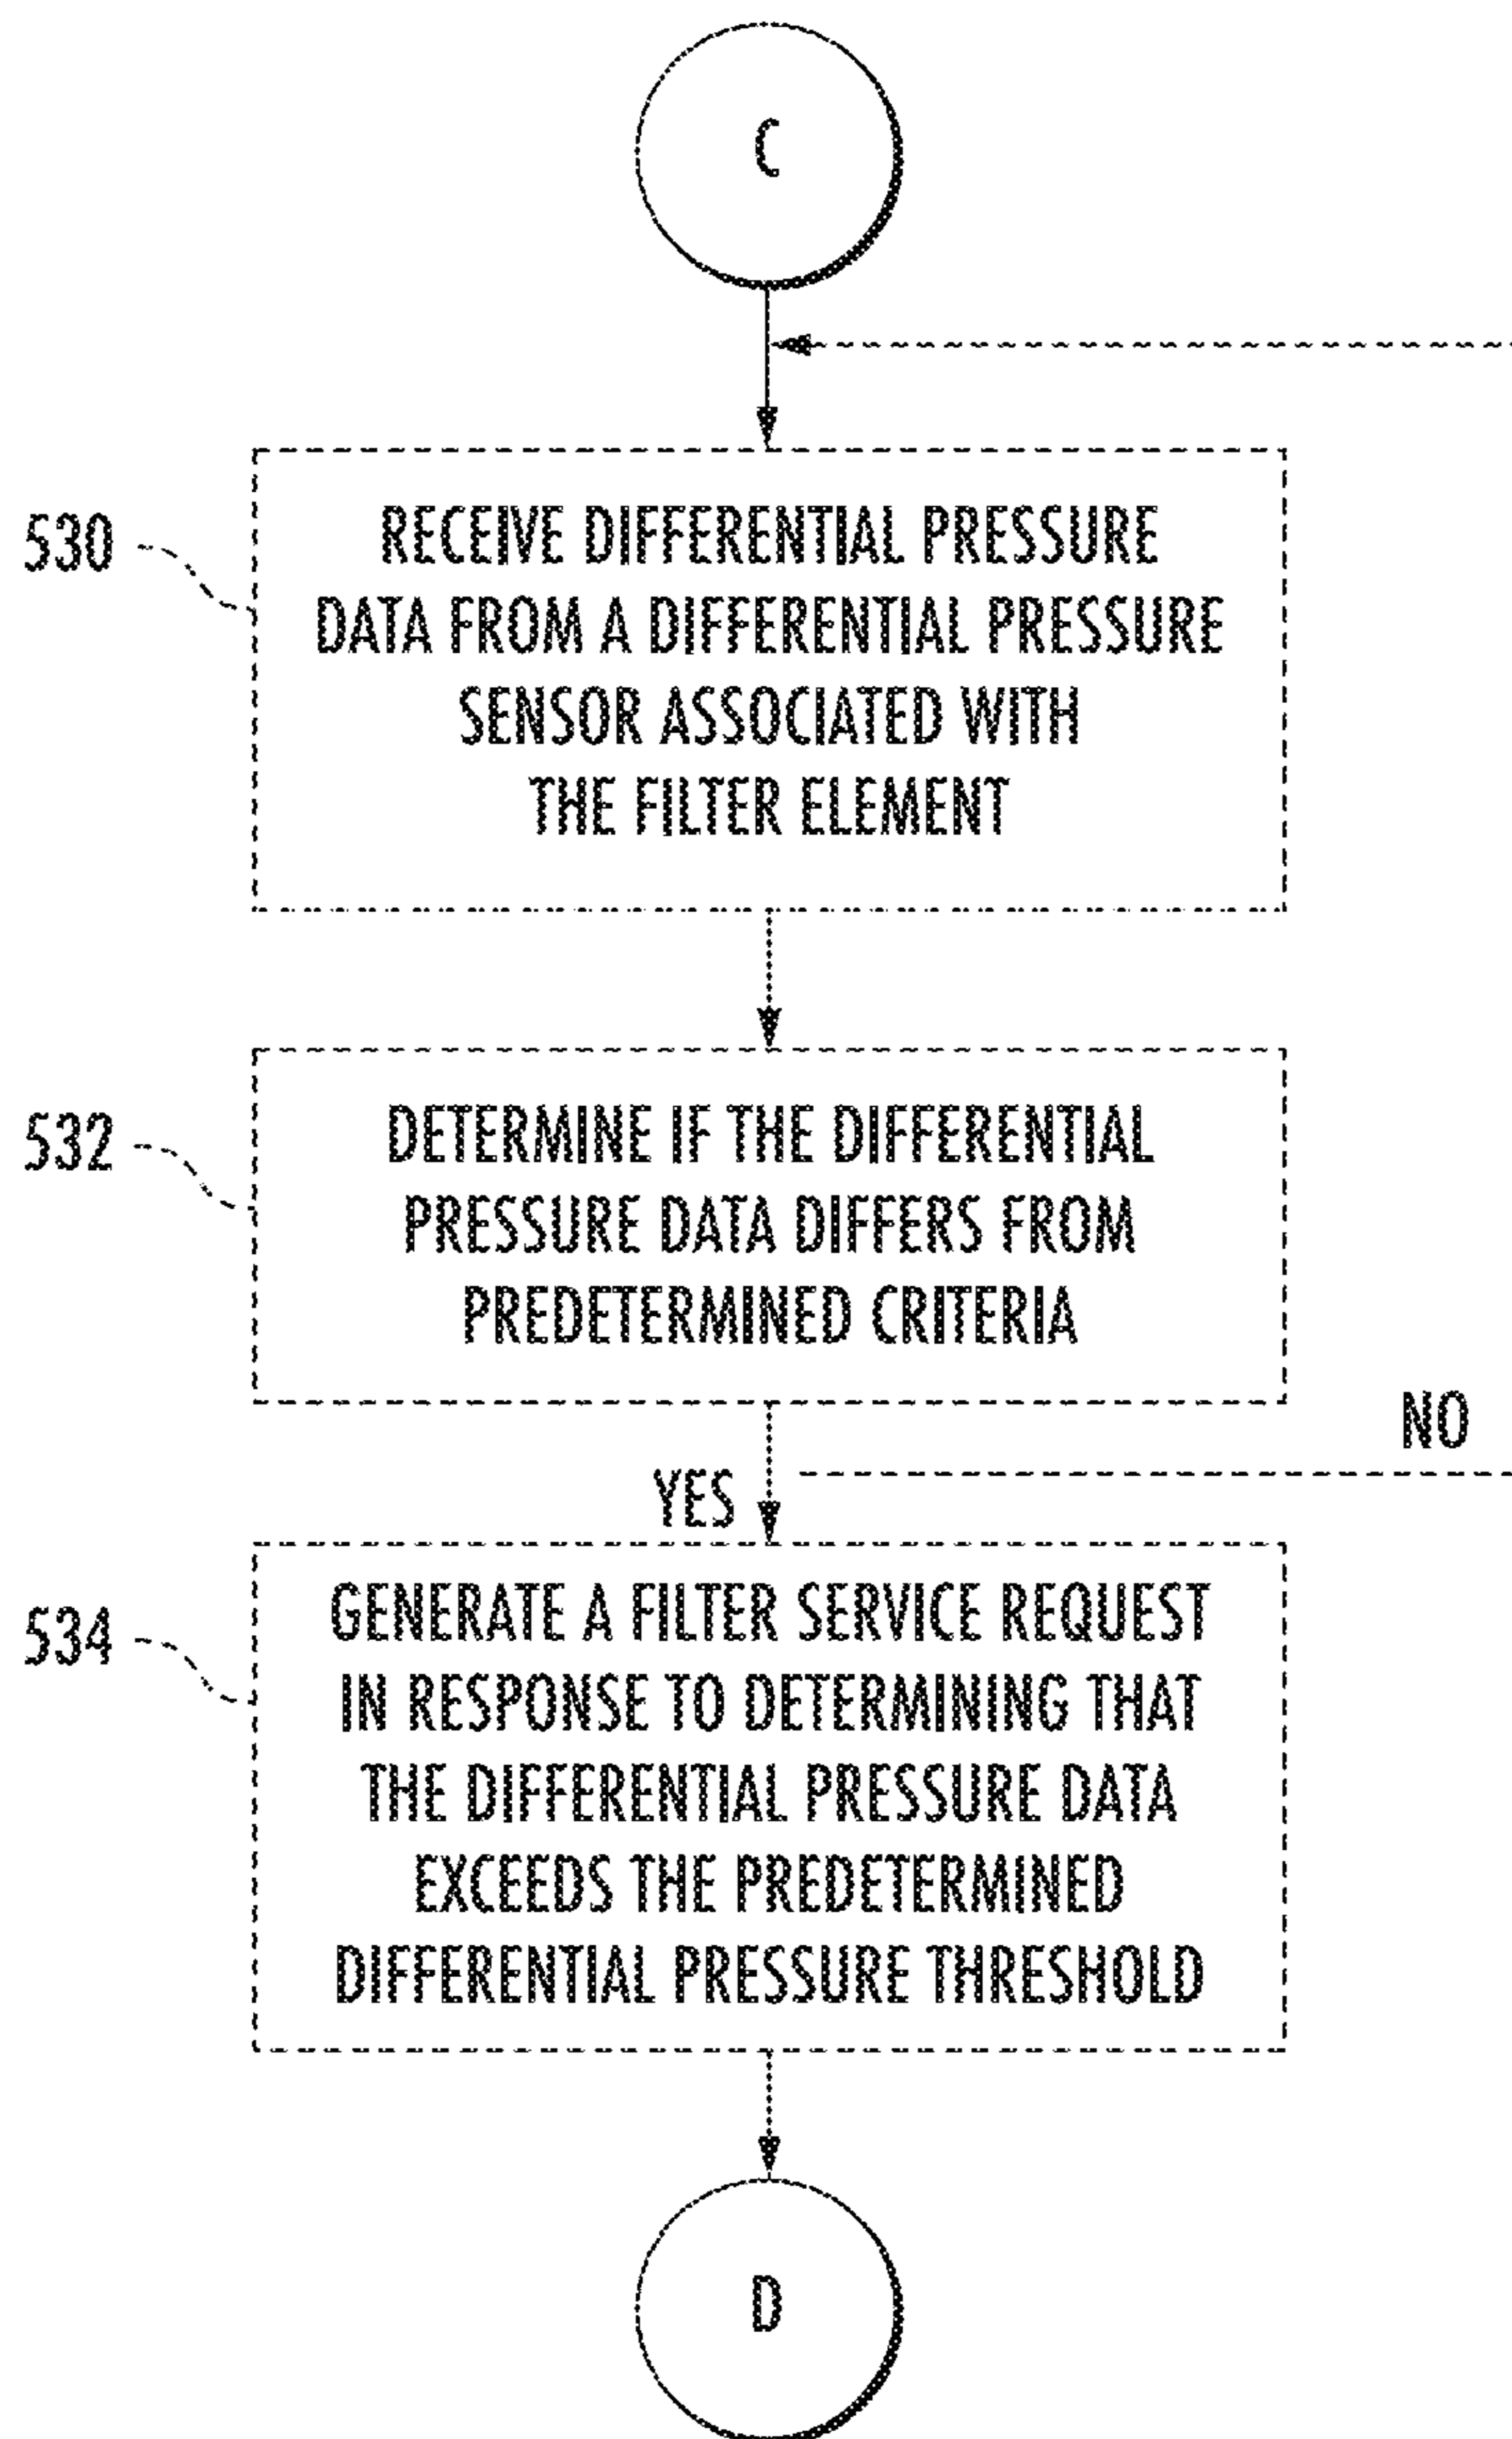 C
530
RECEIVE DIFFERENTIAL PRESSURE
DATA FROM A DIFFERENTIAL PRESSURE
SENSOR ASSOCIATED WITH
THE FILTER ELEMENT
532
DETERMINE IF THE DIFFERENTIAL
PRESSURE DATA DIFFERS FROM
PREDETERMINED CRITERIA
NO
YES
534
GENERATE A FILTER SERVICE REQUEST
IN RESPONSE TO DETERMINING THAT
THE DIFFERENTIAL PRESSURE DATA
EXCEEDS THE PREDETERMINED
DIFFERENTIAL PRESSURE THRESHOLD
D